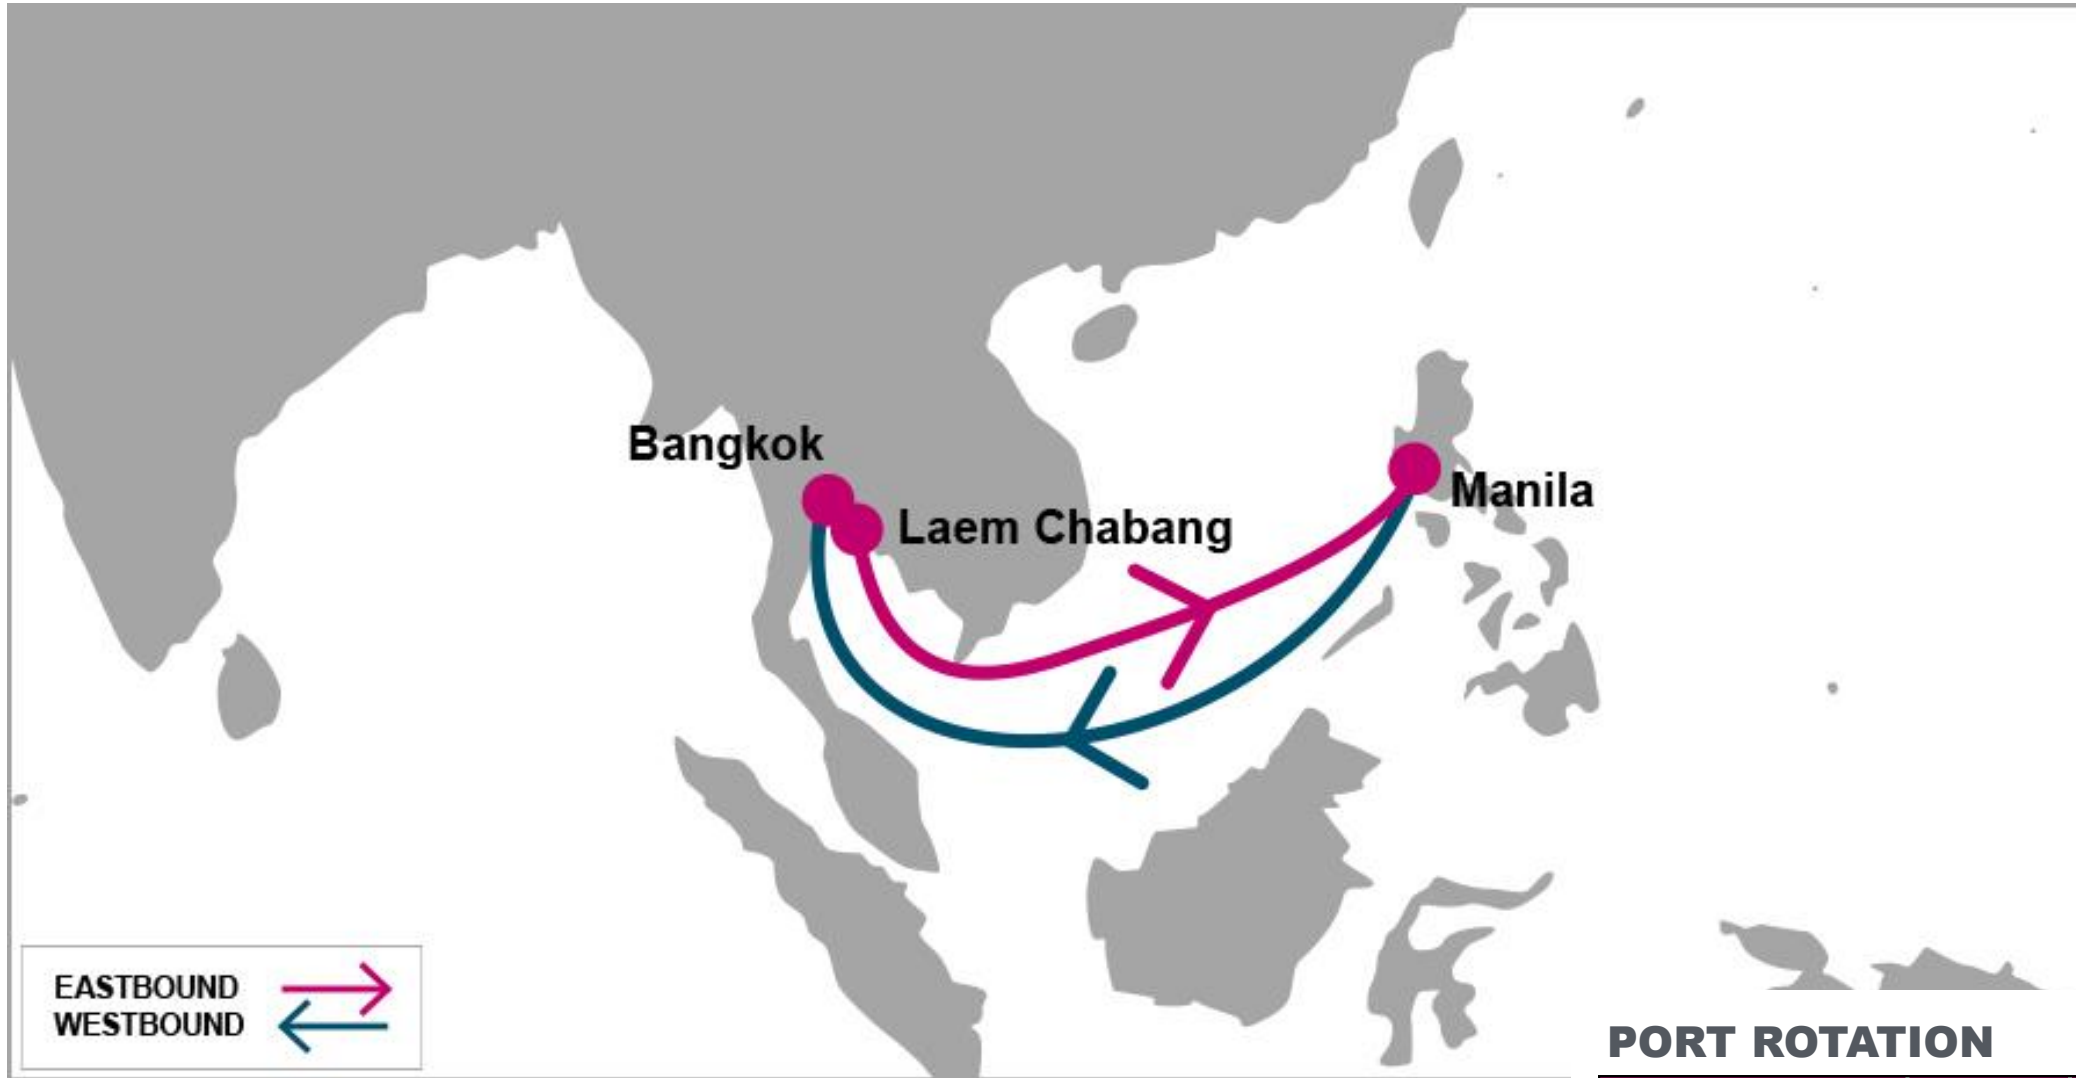 Bangkok
Laem Chabang
Manila
EASTBOUND
WESTBOUND
PORT ROTATION